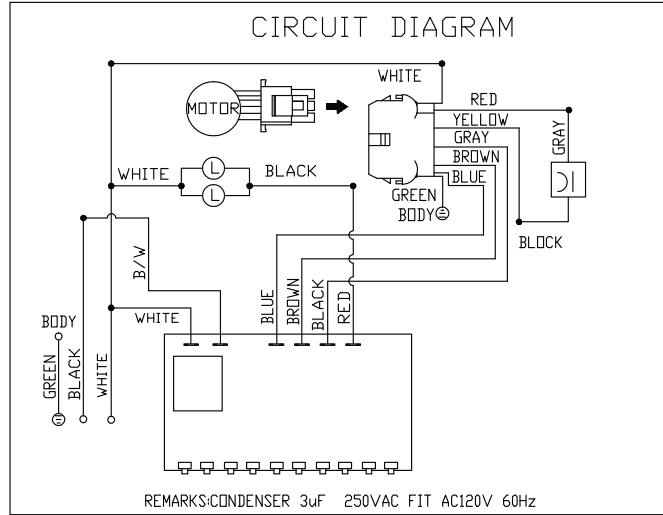 CIRCUIT DIAGRAM
WHITE
MOTOR
RED
YELLOW
GRAY
BROWN
BLUE
GRAY
GREEN
BODY
BLOCK
WHITE
L
L
BLACK
B/W
WHITE
BLUE
BROWN
BLACK
RED
BODY
GREEN
BLACK
WHITE
REMARKS:CONDENSER 3uF 250VAC FIT AC120V 60Hz